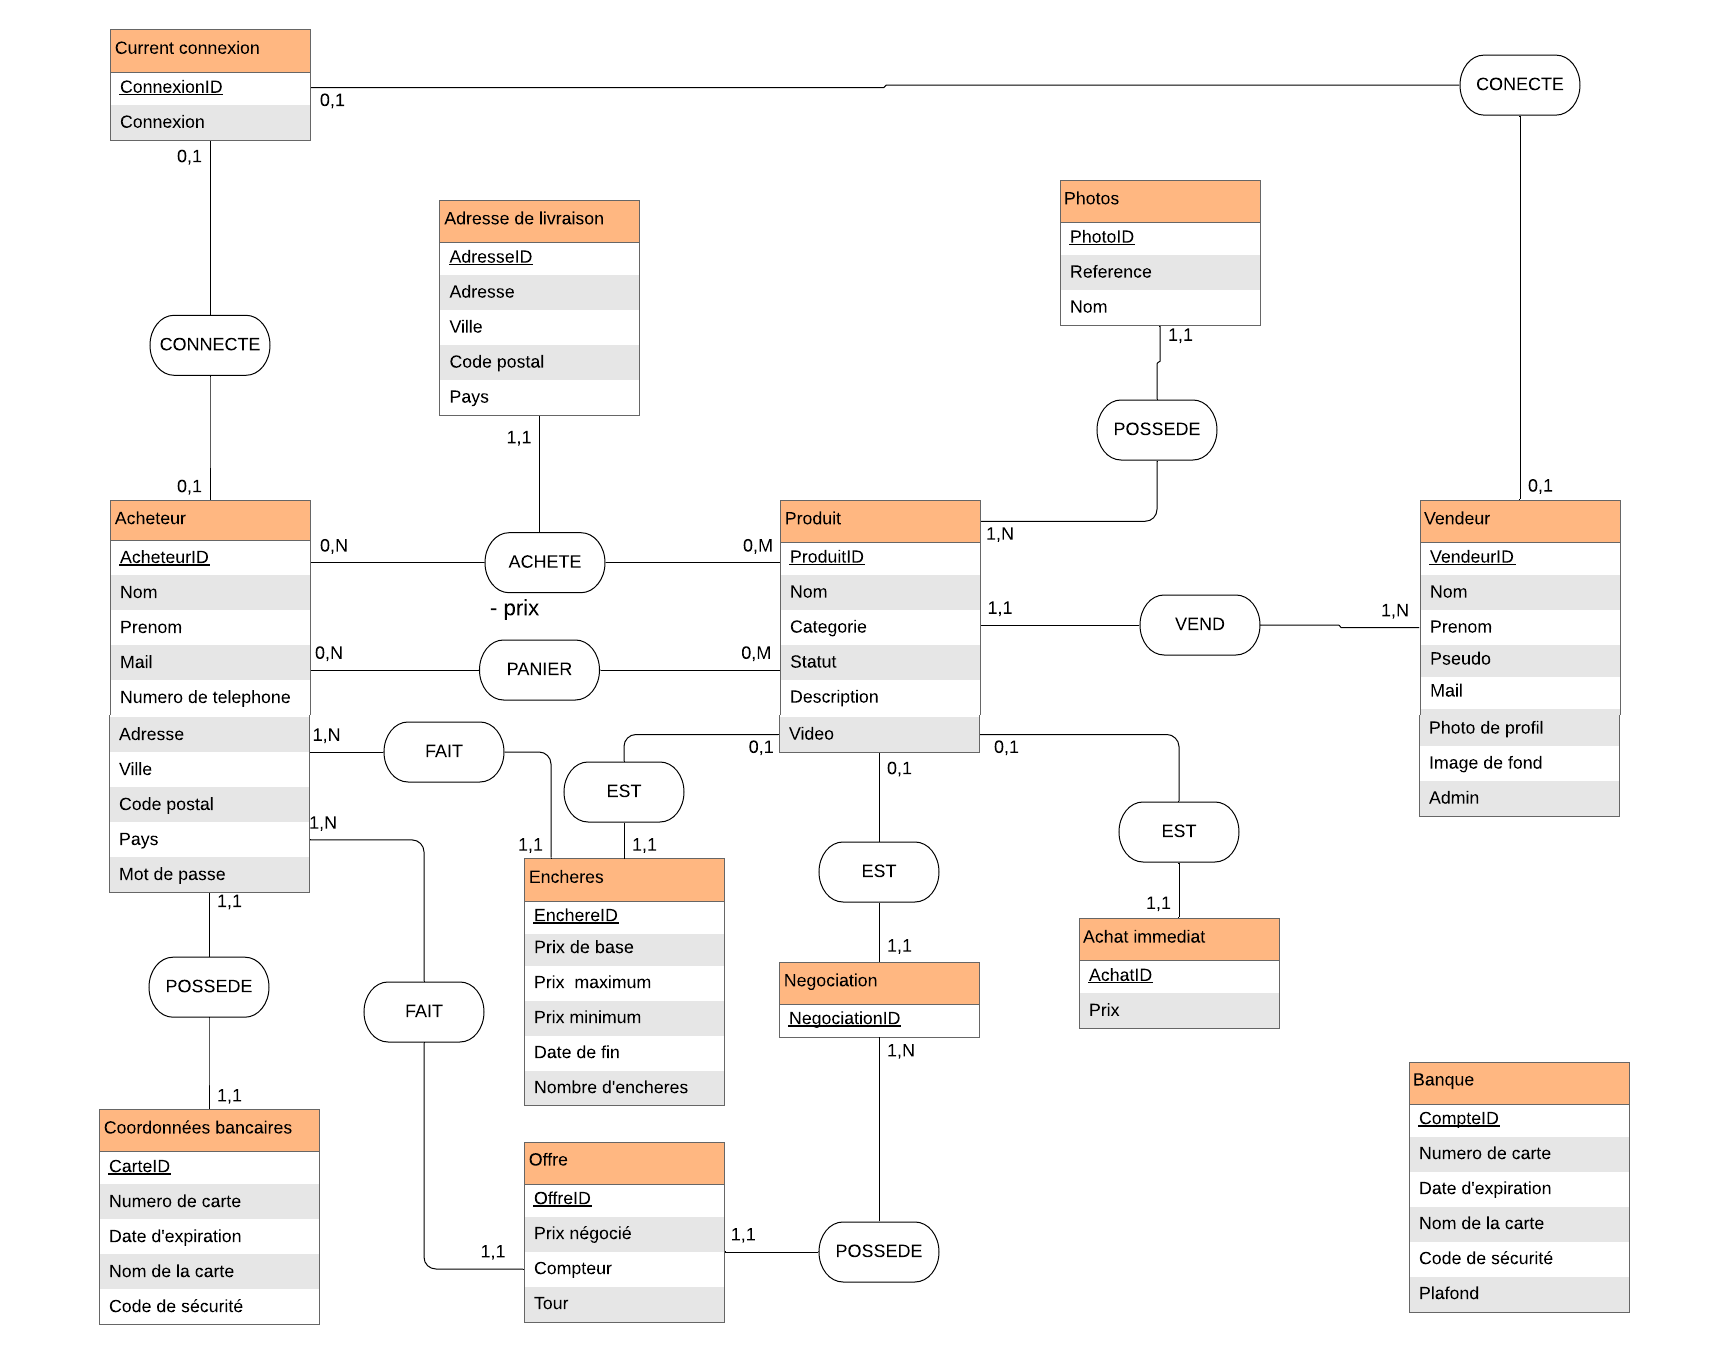 Current connexion
ConnexionID
Connexion
0,1
0,1
CONECTE
0,1
CONNECTE
0,1
Adresse de livraison
AdresseID
Adresse
Ville
Code postal
Pays
1,1
Photos
PhotoID
Reference
Nom
1,1
POSSEDE
1,N
Acheteur
AcheteurID
Nom
Prenom
Mail
Numero de telephone
Adresse
Ville
Code postal
Pays
Mot de passe
0,N
ACHETE
- prix
0,M
0,N
PANIER
0,M
Produit
ProduitID
Nom
Categorie
Statut
Description
Video
1,1
VEND
1,N
Vendeur
VendeurID
Nom
Prenom
Pseudo
Mail
Photo de profil
Image de fond
Admin
1,N
FAIT
1,1
0,1
EST
1,1
0,1
EST
1,1
0,1
EST
1,1
1,N
FAIT
1,1
1,1
POSSEDE
1,1
Encheres
EnchereID
Prix de base
Prix  maximum
Prix minimum
Date de fin
Nombre d'encheres
Negociation
NegociationID
1,N
Achat immediat
AchatID
Prix
Coordonnées bancaires
CarteID
Numero de carte
Date d'expiration
Nom de la carte
Code de sécurité
Offre
OffreID
Prix négocié
Compteur
Tour
1,1
POSSEDE
Banque
CompteID
Numero de carte
Date d'expiration
Nom de la carte
Code de sécurité
Plafond